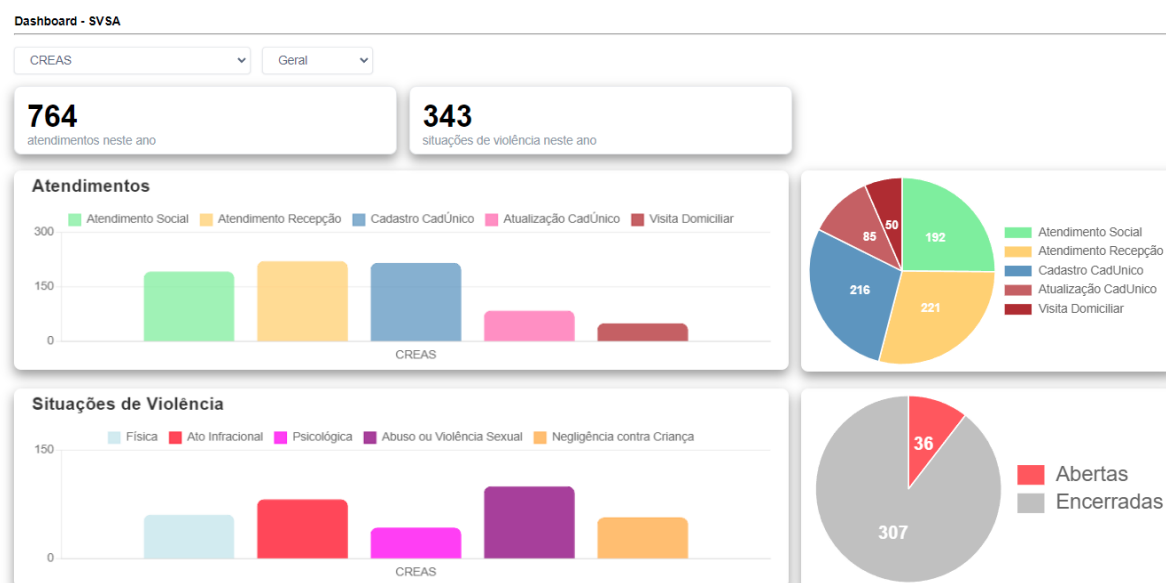 Dashboard - SVSA
CREAS
Geral
764
atendimentos neste ano
343
situações de violência neste ano
Atendimentos
Atendimento Social
Atendimento Recepção
Cadastro CadÚnico
Atualização CadÚnico
Visita Domiciliar
300
150
0
CREAS
192
221
216
85
50
Atendimento Social
Atendimento Recepção
Cadastro CadUnico
Atualização CadUnico
Visita Domiciliar
Situações de Violência
Física
Ato Infracional
Psicológica
Abuso ou Violência Sexual
Negligência contra Criança
150
0
CREAS
36
307
Abertas
Encerradas